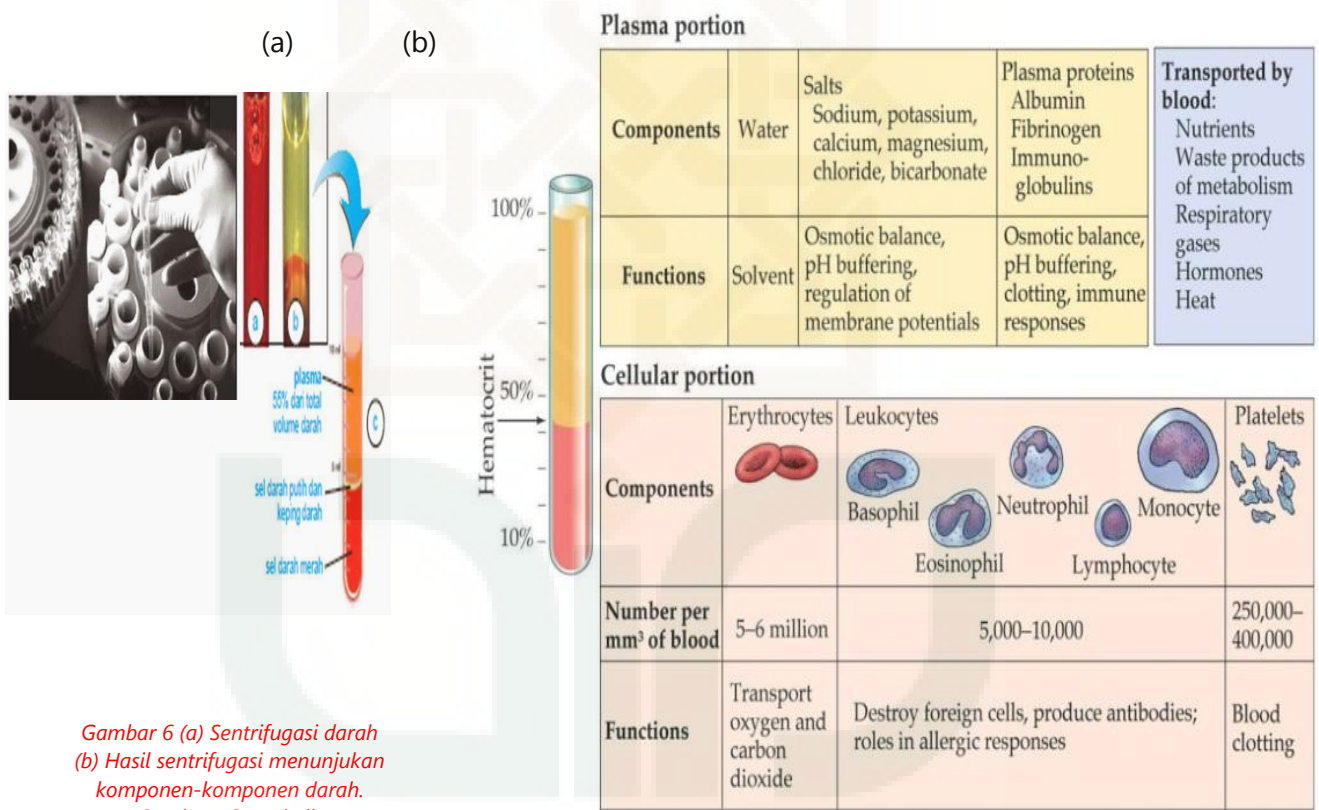 (a)
(b)
a
b
10 ml
plasma
55% dari total
volume darah
c
5 ml
sel darah putih dan
keping darah
sel darah merah
Gambar 6 (a) Sentrifugasi darah
(b) Hasil sentrifugasi menunjukan
komponen-komponen darah.
100%
50%
Hematocrit
10%
Plasma portion
Components
Water
Salts
Sodium, potassium,
calcium, magnesium,
chloride, bicarbonate
Plasma proteins
Albumin
Fibrinogen
Immuno-
globulins
Functions
Solvent
Osmotic balance,
pH buffering,
regulation of
membrane potentials
Osmotic balance,
pH buffering,
clotting, immune
responses
Transported by
blood:
Nutrients
Waste products
of metabolism
Respiratory
gases
Hormones
Heat
Cellular portion
Components
Erythrocytes
Leukocytes
Basophil
Eosinophil
Neutrophil
Lymphocyte
Monocyte
Platelets
Number per
mm³ of blood
5–6 million
5,000–10,000
250,000–
400,000
Functions
Transport
oxygen and
carbon
dioxide
Destroy foreign cells, produce antibodies;
roles in allergic responses
Blood
clotting